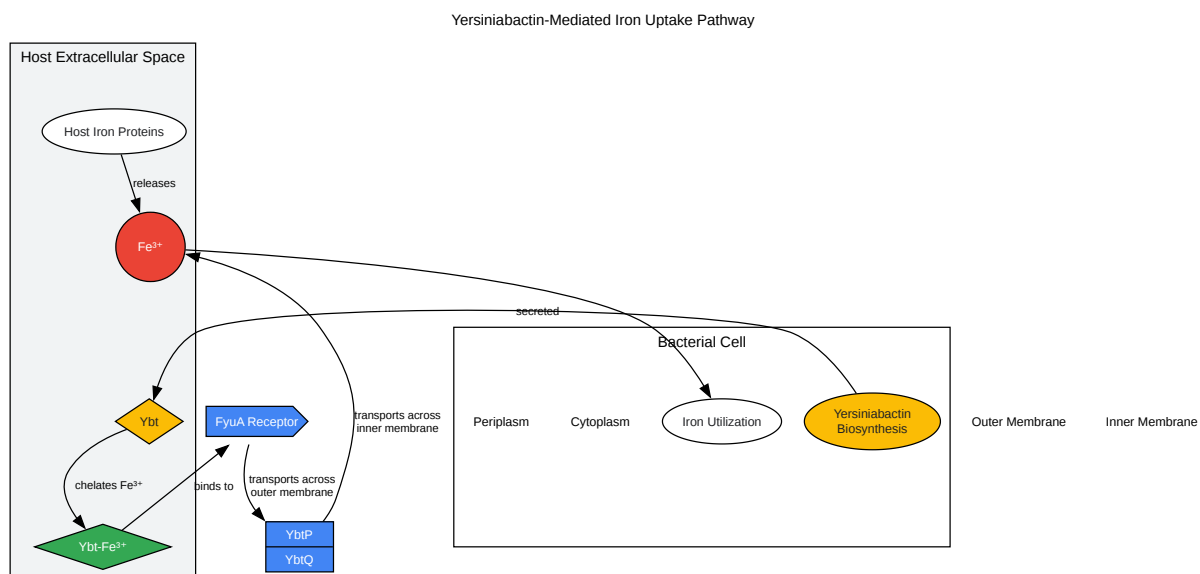 Yersiniabactin-Mediated Iron Uptake Pathway
Host Extracellular Space
Host Iron Proteins
releases
Fe³⁺
secreted
Bacterial Cell
Ybt
FyuA Receptor
transports across
inner membrane
Periplasm
Cytoplasm
Iron Utilization
Yersiniabactin
Biosynthesis
Outer Membrane
Inner Membrane
chelates Fe³⁺
binds to
transports across
outer membrane
Ybt-Fe³⁺
YbtP
YbtQ